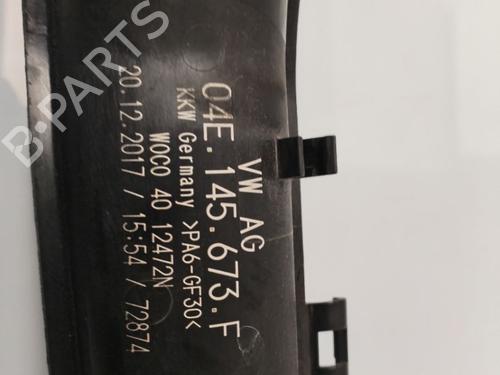 VW AG
04E.145.673.F
KKW Germany >PA6-GF30<
WOCO 40 12472N
20.12.2017 / 15:54 / 72874
B-PARTS